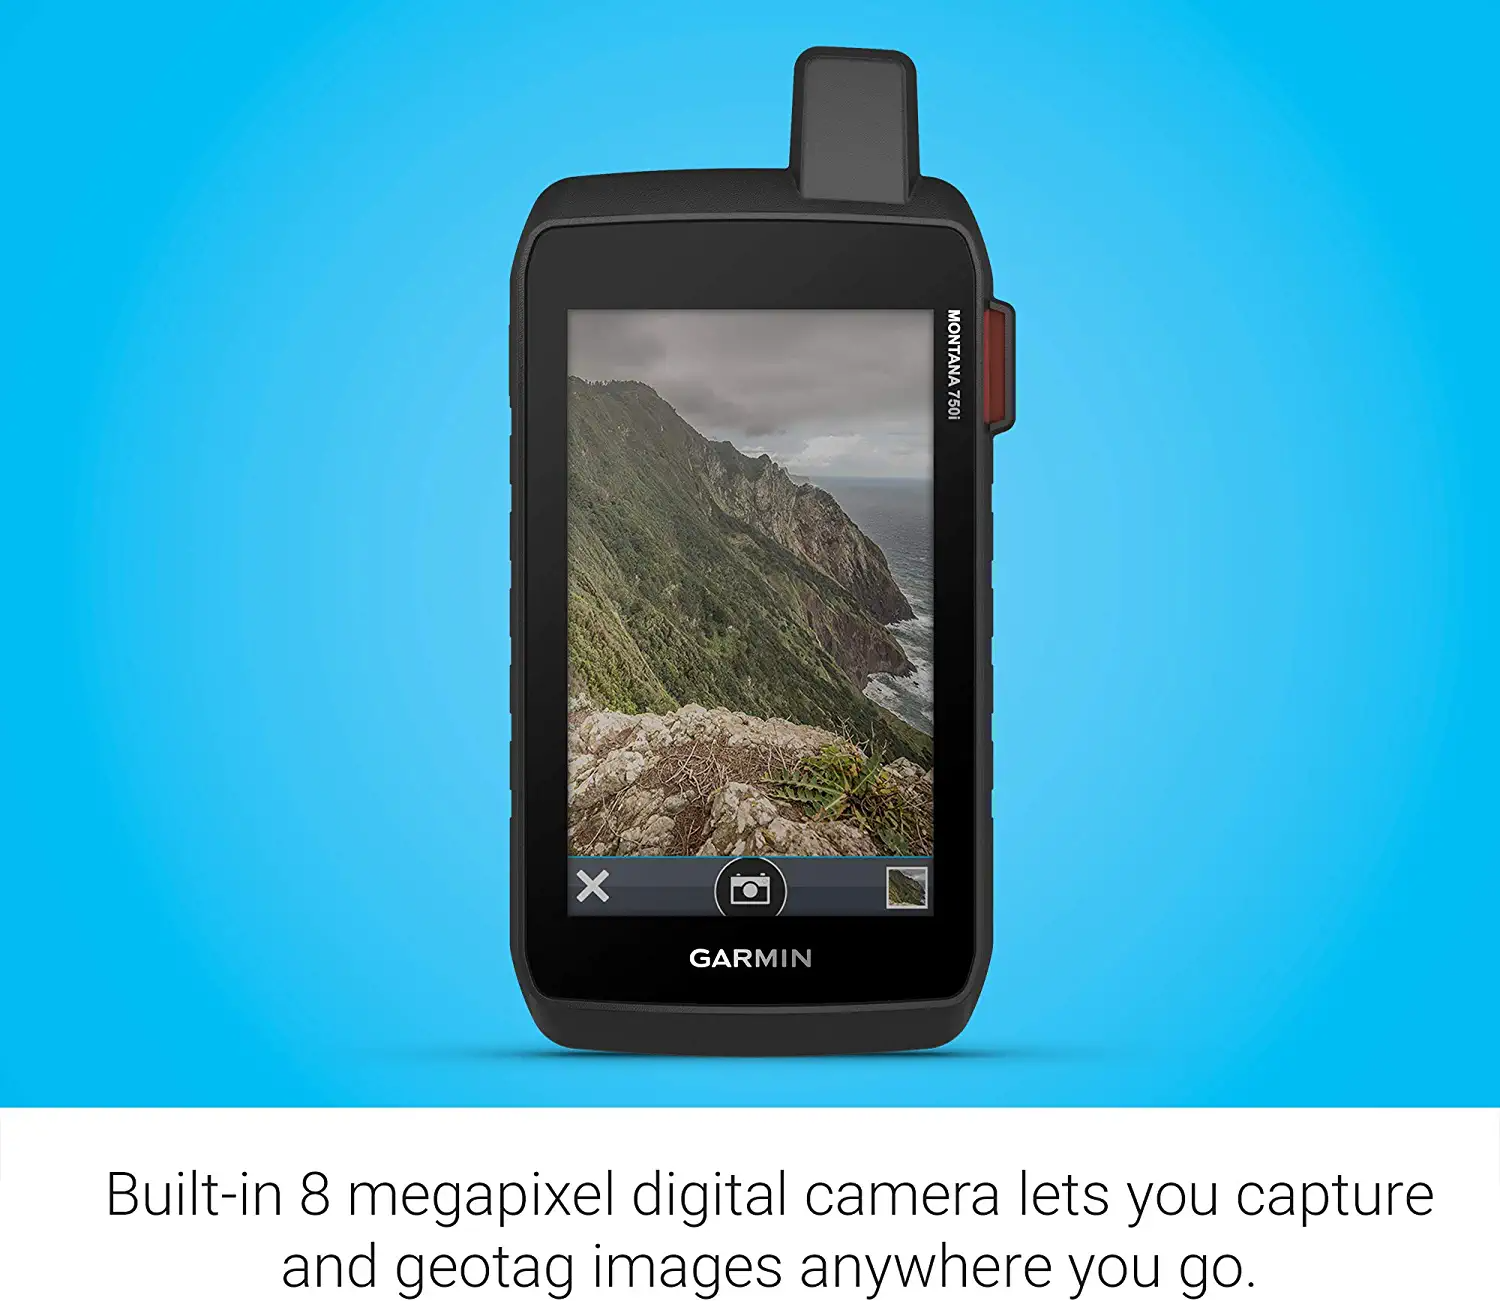 MONTANA 750i
GARMIN
Built-in 8 megapixel digital camera lets you capture
and geotag images anywhere you go.